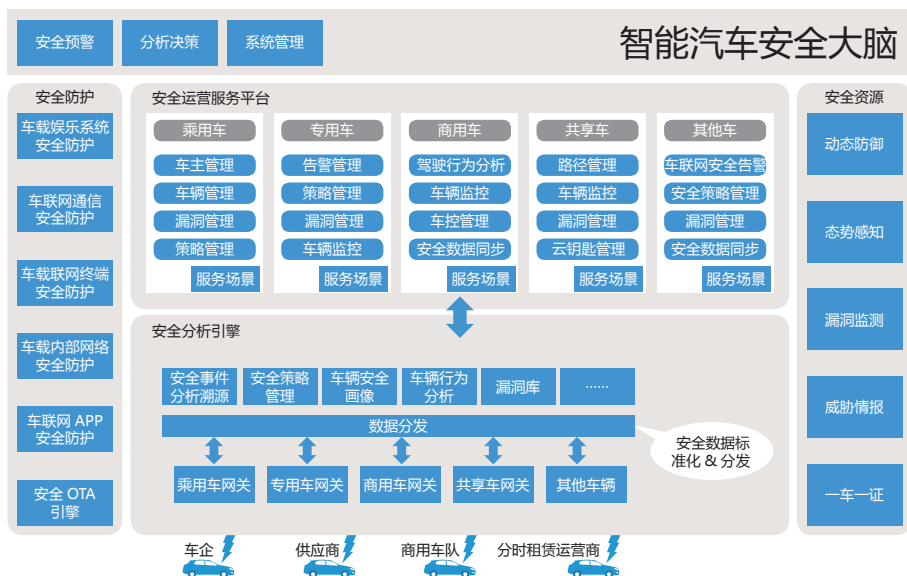 安全预警
分析决策
系统管理
智能汽车安全大脑
安全防护
车载娱乐系统
安全防护
车联网通信
安全防护
车载联网终端
安全防护
车载内部网络
安全防护
车联网 APP
安全防护
安全 OTA
引擎
安全运营服务平台
乘用车
车主管理
车辆管理
漏洞管理
策略管理
服务场景
专用车
告警管理
策略管理
漏洞管理
车辆监控
服务场景
商用车
驾驶行为分析
车辆监控
车控管理
安全数据同步
服务场景
共享车
路径管理
车辆监控
漏洞管理
云钥匙管理
服务场景
其他车
车联网安全告警
安全策略管理
漏洞管理
安全数据同步
服务场景
安全分析引擎
安全事件
分析溯源
安全策略
管理
车辆安全
画像
车辆行为
分析
漏洞库
……
数据分发
安全数据标
准化 & 分发
乘用车网关
专用车网关
商用车网关
共享车网关
其他车辆
车企
供应商
商用车队
分时租赁运营商
安全资源
动态防御
态势感知
漏洞监测
威胁情报
一车一证